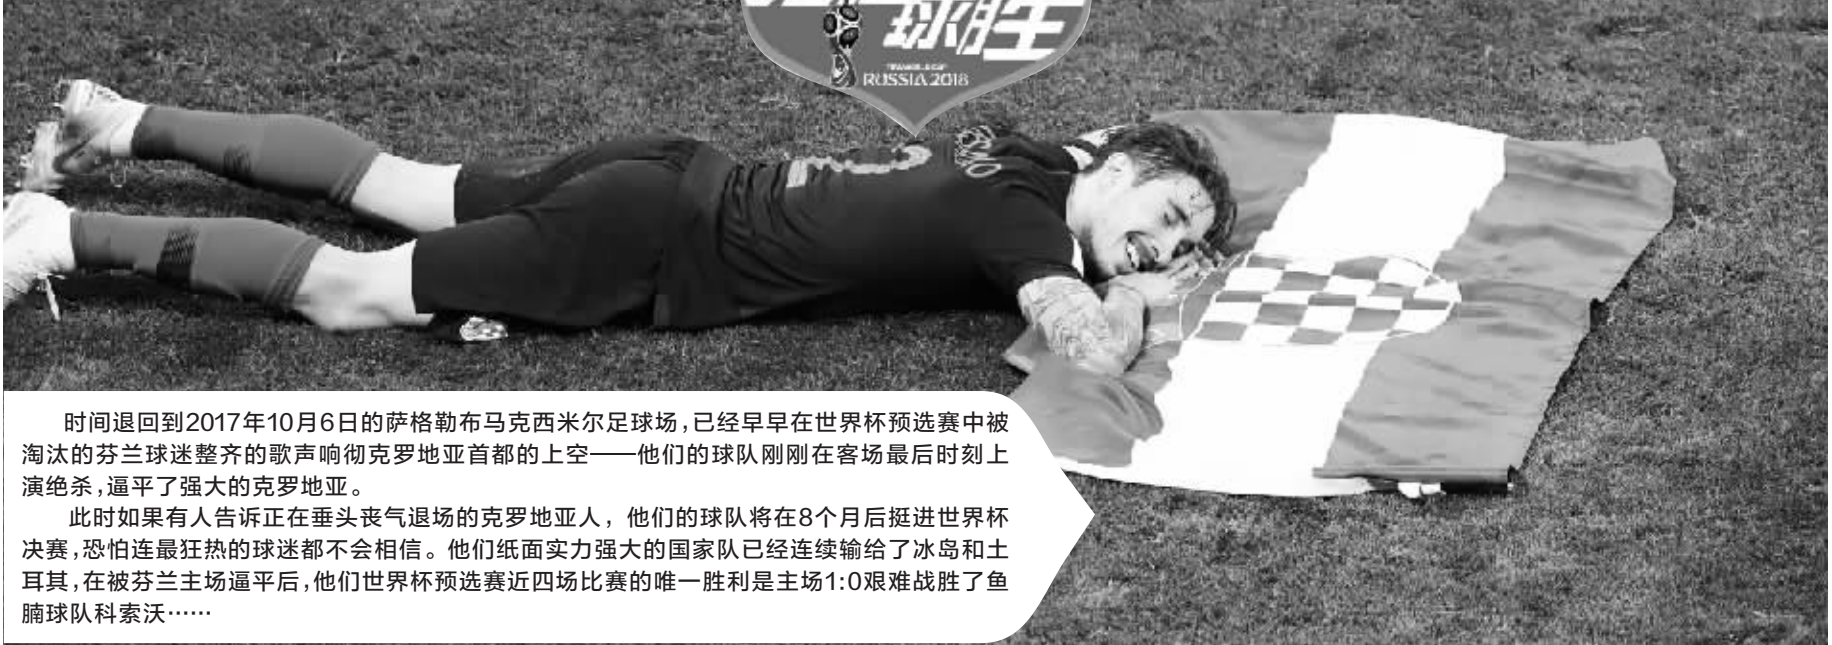 球胜
RUSSIA 2018
时间退回到2017年10月6日的萨格勒布马克西米尔足球场,已经早早在世界杯预选赛中被
淘汰的芬兰球迷整齐的歌声响彻克罗地亚首都的上空——他们的球队刚刚在客场最后时刻上
演绝杀,逼平了强大的克罗地亚。
此时如果有人告诉正在垂头丧气退场的克罗地亚人,他们的球队将在8个月后挺进世界杯
决赛,恐怕连最狂热的球迷都不会相信。他们纸面实力强大的国家队已经连续输给了冰岛和土
耳其,在被芬兰主场逼平后,他们世界杯预选赛近四场比赛的唯一胜利是主场1:0艰难战胜了鱼
腩球队科索沃……